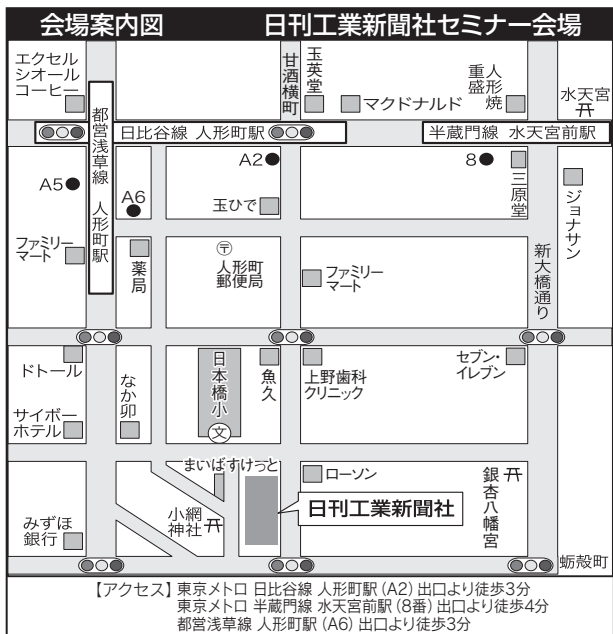 会場案内図 日刊工業新聞社セミナー会場
エクセル
シオール
コーヒー
甘酒横町
玉英堂
マクドナルド
人形焼
重盛
水天宮
都営浅草線 人形町駅
日比谷線 人形町駅
半蔵門線 水天宮前駅
A5
A6
A2
8
玉ひで
三原堂
ジョナサン
ファミリー
マート
薬局
〒
人形町
郵便局
ファミリー
マート
新大橋通り
ドトール
なか卯
日本橋小
文
魚久
上野歯科
クリニック
セブン・
イレブン
サイボー
ホテル
まいばすけっと
ローソン
銀杏八幡宮
みずほ
銀行
小網
神社
日刊工業新聞社
蛎殻町
【アクセス】東京メトロ 日比谷線 人形町駅(A2)出口より徒歩3分
東京メトロ 半蔵門線 水天宮前駅(8番)出口より徒歩4分
都営浅草線 人形町駅(A6)出口より徒歩3分